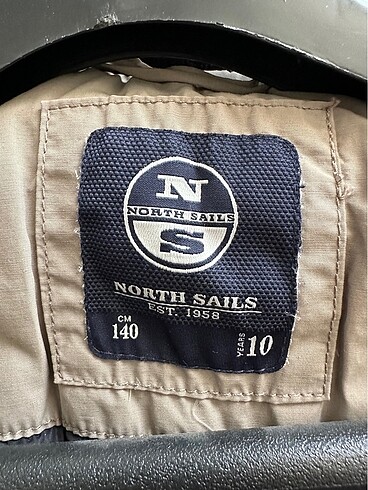 N
NORTH SAILS
S
NORTH SAILS
EST. 1958
CM
140
YEARS 10